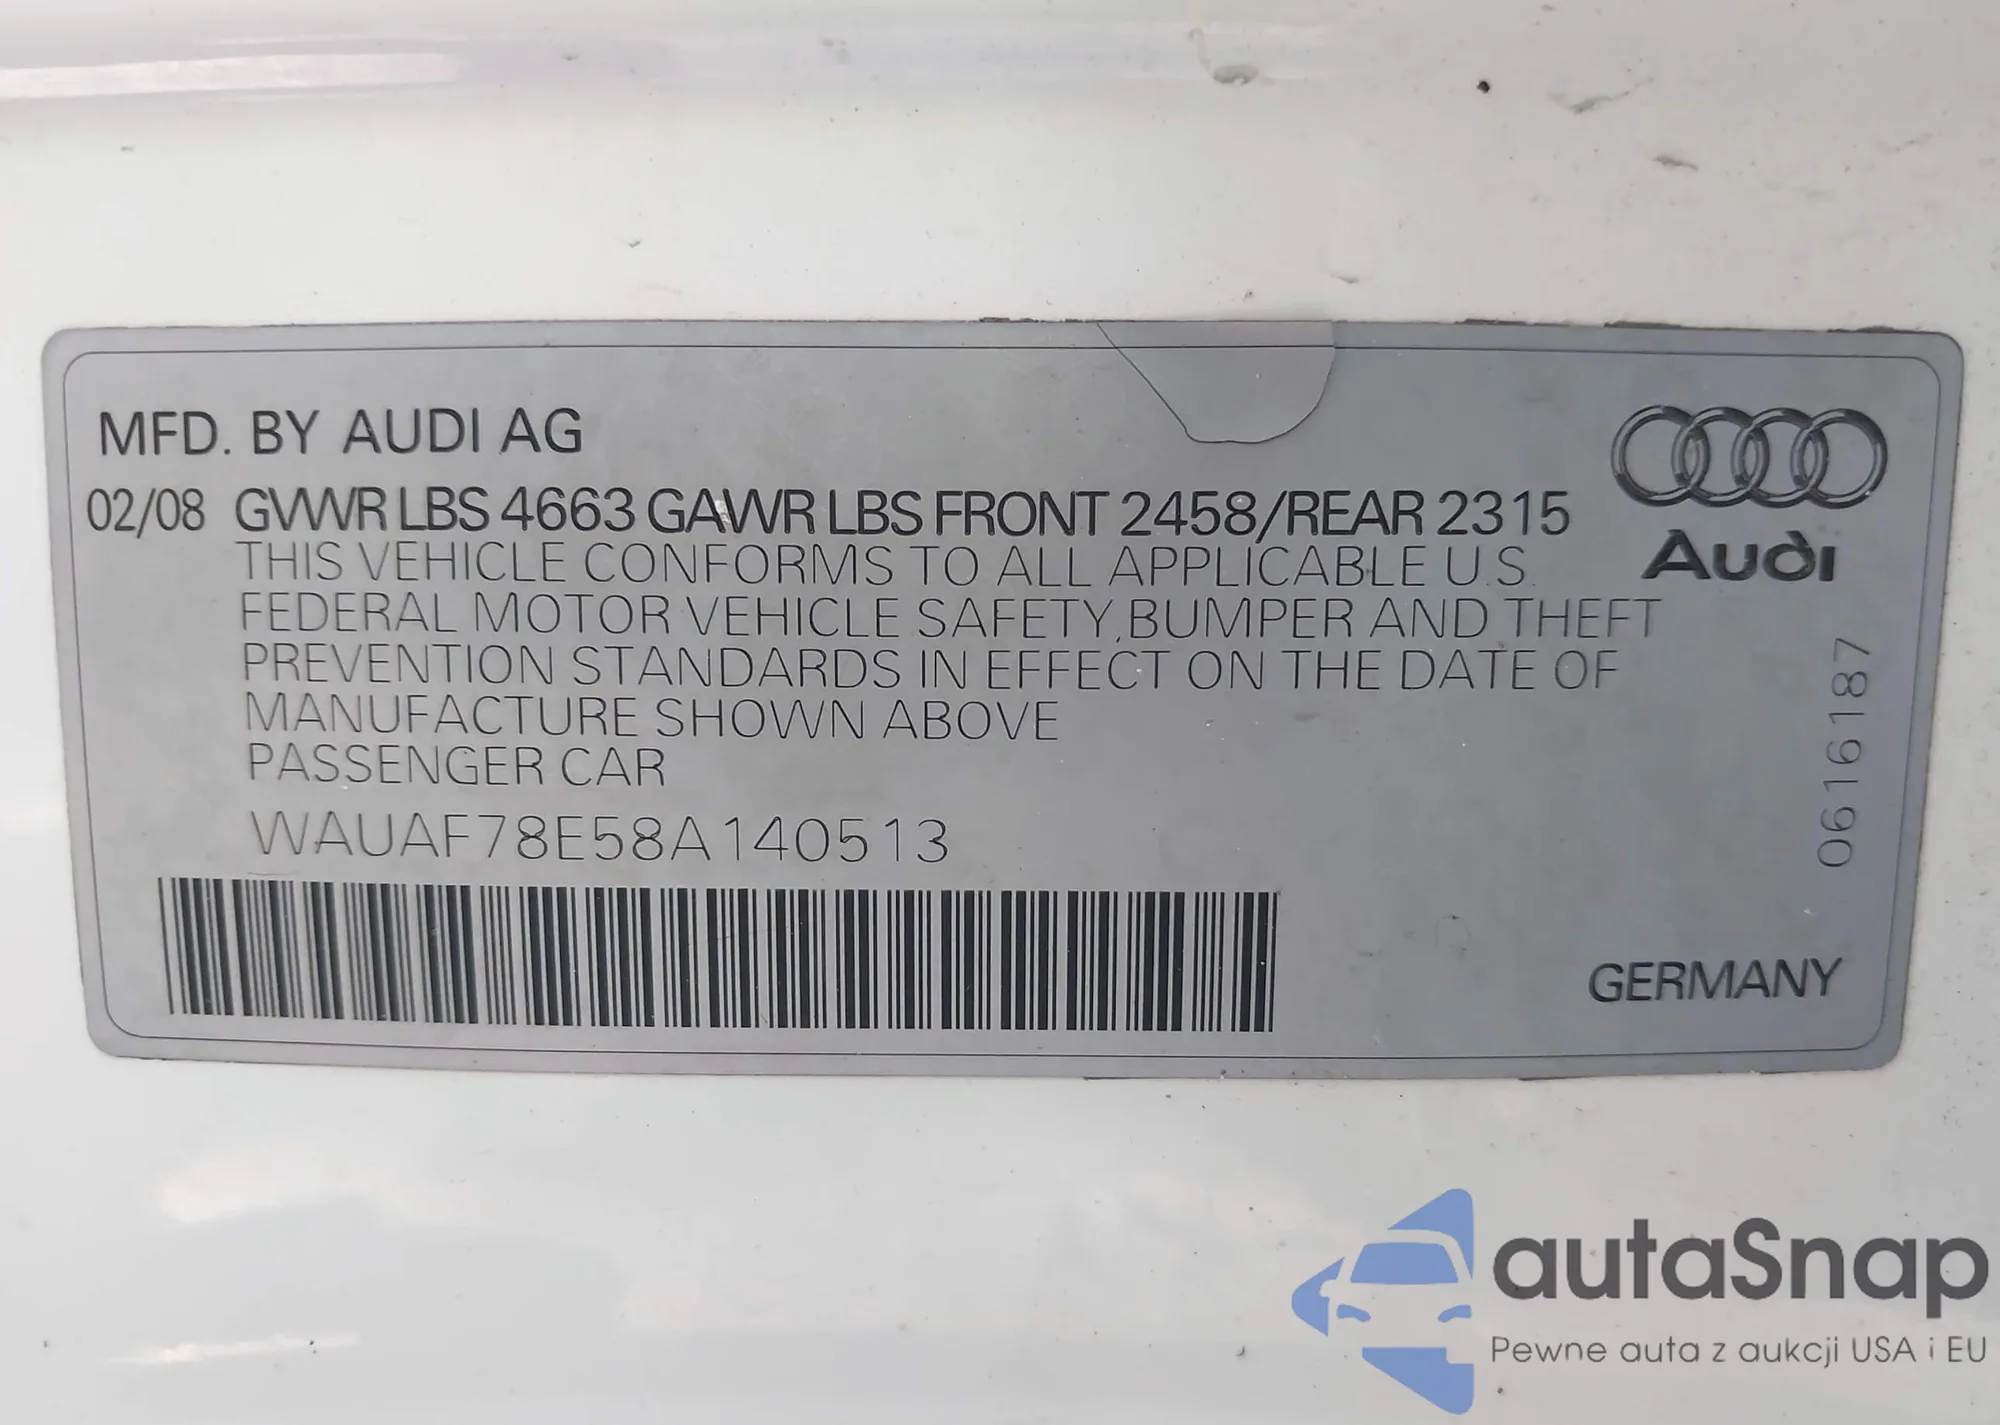 MFD. BY AUDI AG
02/08 GVWR LBS 4663 GAWR LBS FRONT 2458/REAR 2315
THIS VEHICLE CONFORMS TO ALL APPLICABLE U.S.
FEDERAL MOTOR VEHICLE SAFETY,BUMPER AND THEFT
PREVENTION STANDARDS IN EFFECT ON THE DATE OF
MANUFACTURE SHOWN ABOVE
PASSENGER CAR
WAUAF78E58A140513
Audi
0616187
GERMANY
autaSnap
Pewne auta z aukcji USA i EU